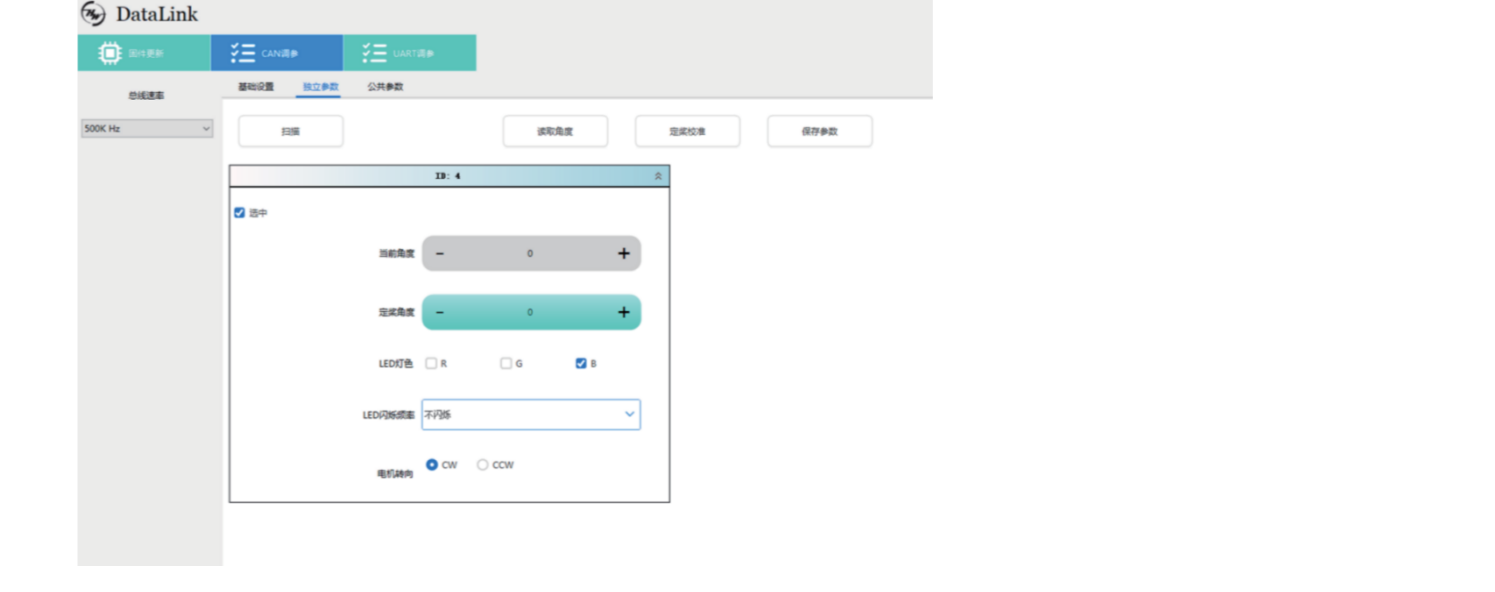 DataLink
固件更新
CAN调参
UART调参
总线速率
500K Hz
基础设置
独立参数
公共参数
扫描
读取角度
定桨校准
保存参数
ID: 4
选中
当前角度
- 0 +
定桨角度
- 0 +
LED灯色
R
G
B
LED闪烁频率
不闪烁
电机转向
CW
CCW